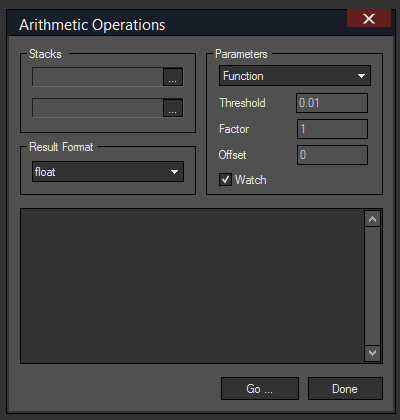 Arithmetic Operations
Stacks
...
...
Result Format
float
Parameters
Function
Threshold 0.01
Factor 1
Offset 0
Watch
Go ...
Done